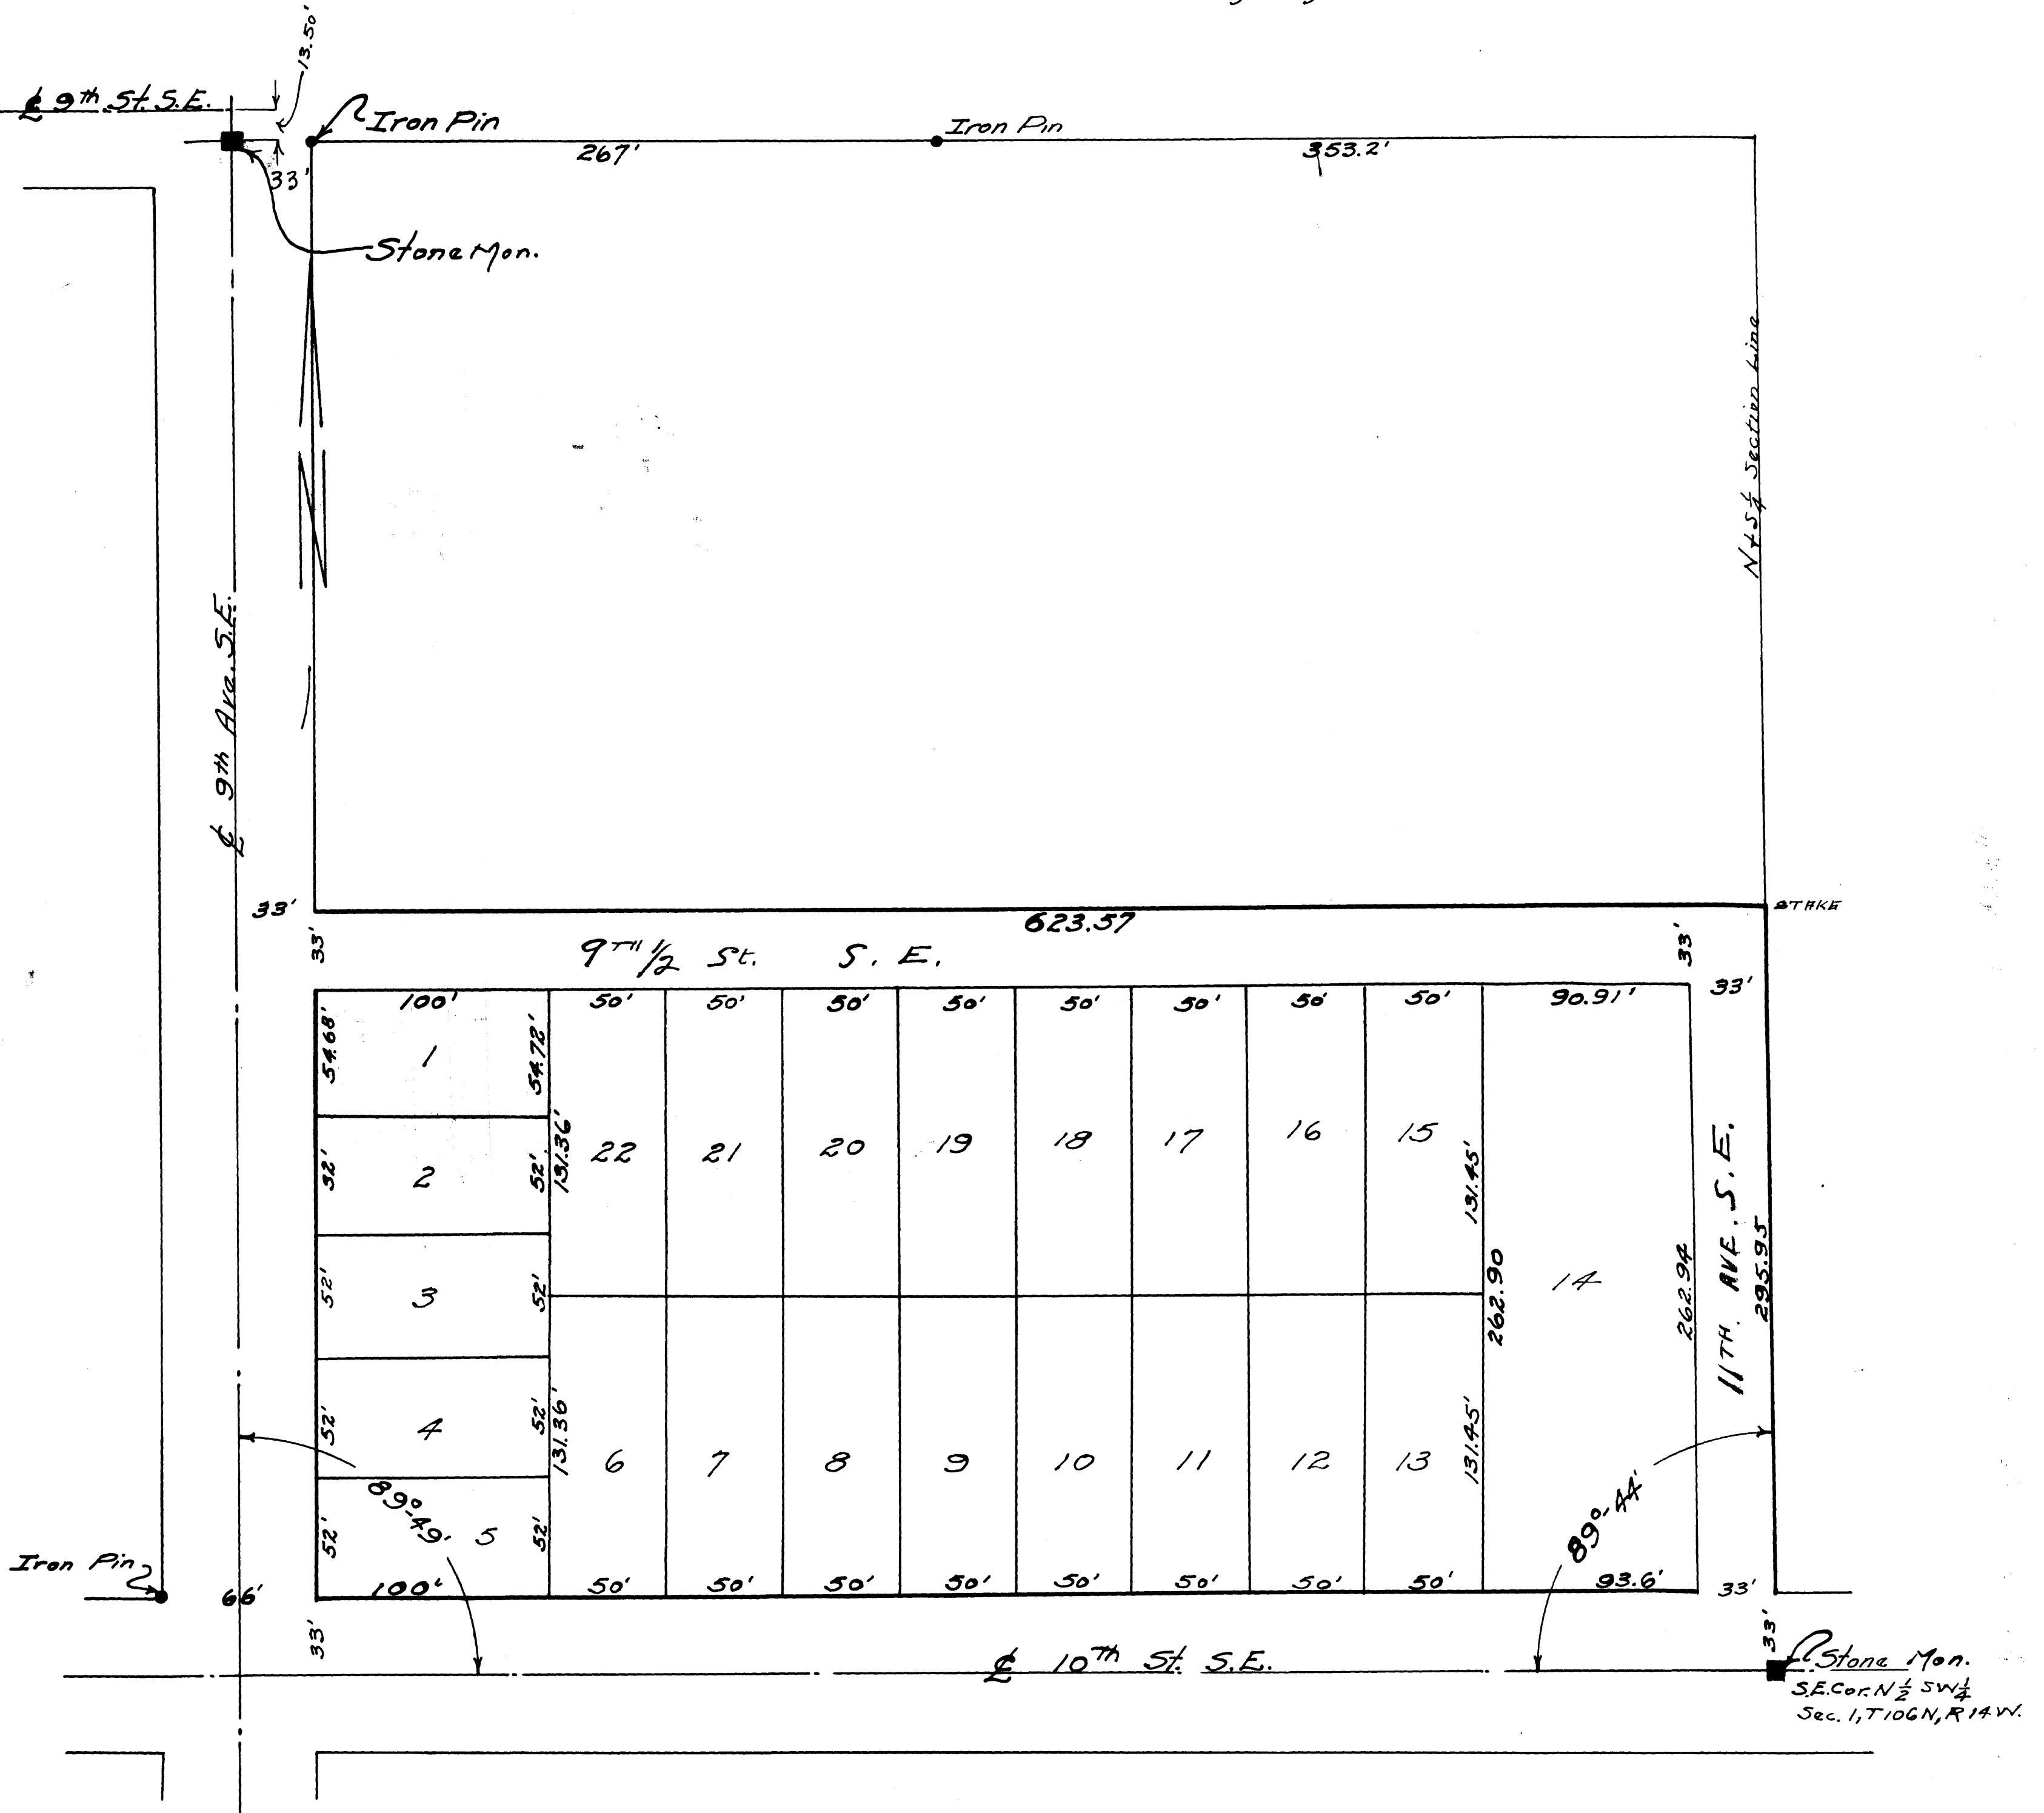 13.50'
℄ 9th St. S.E.
Iron Pin
Iron Pin
267'
353.2'
33'
Stone Mon.
N & S ¼ Section Line
℄ 9th Ave. S.E.
33'
623.57
STAKE
33'
9TH ½ St. S. E.
33'
33'
100' 50' 50' 50' 50' 50' 50' 50' 50' 90.91'
54.68' 1 54.72'
131.36'
52' 2 52'
22 21 20 19 18 17 16 15
131.45'
11TH. AVE. S. E.
52' 3 52'
262.90
14
262.94
295.95
52' 4 52'
131.36'
6 7 8 9 10 11 12 13
131.45'
89°-49'
89°-44'
52' 5 52'
Iron Pin
66'
100' 50' 50' 50' 50' 50' 50' 50' 50' 93.6'
33'
33'
33'
℄ 10th St. S.E.
Stone Mon.
S.E. Cor. N ½ SW ¼
Sec. 1, T106N, R14W.